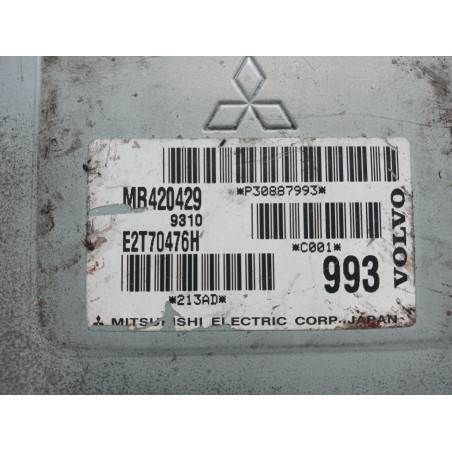 *P30887993*
MR420429
9310
E2T70476H
*C001*
993
VOLVO
*213AD*
MITSUBISHI ELECTRIC CORP. JAPAN